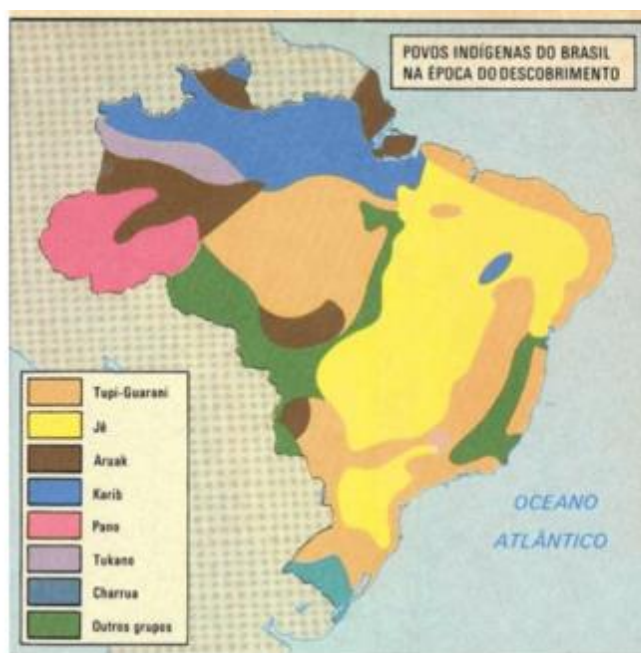 POVOS INDÍGENAS DO BRASIL
NA ÉPOCA DO DESCOBRIMENTO
Tupi-Guarani
Jê
Aruak
Karib
Pano
Tukano
Charrua
Outros grupos
OCEANO
ATLÂNTICO